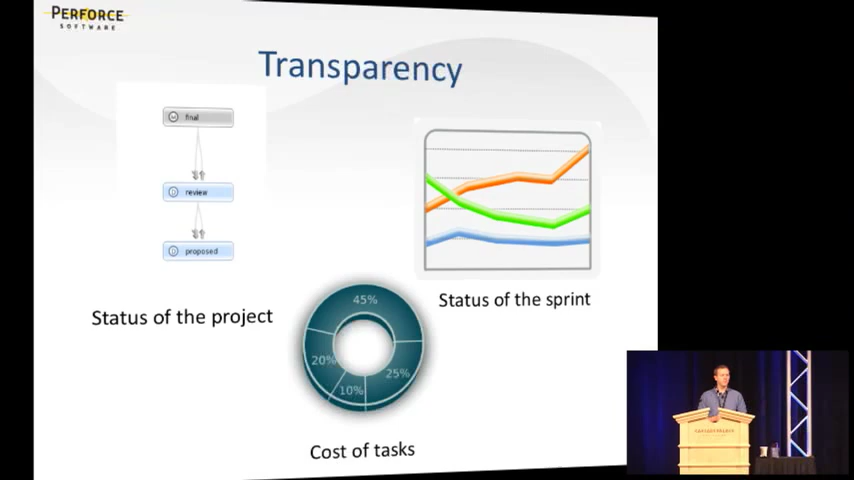 PERFORCE
SOFTWARE
Transparency
final
review
proposed
Status of the project
Status of the sprint
45%
20%
25%
10%
Cost of tasks